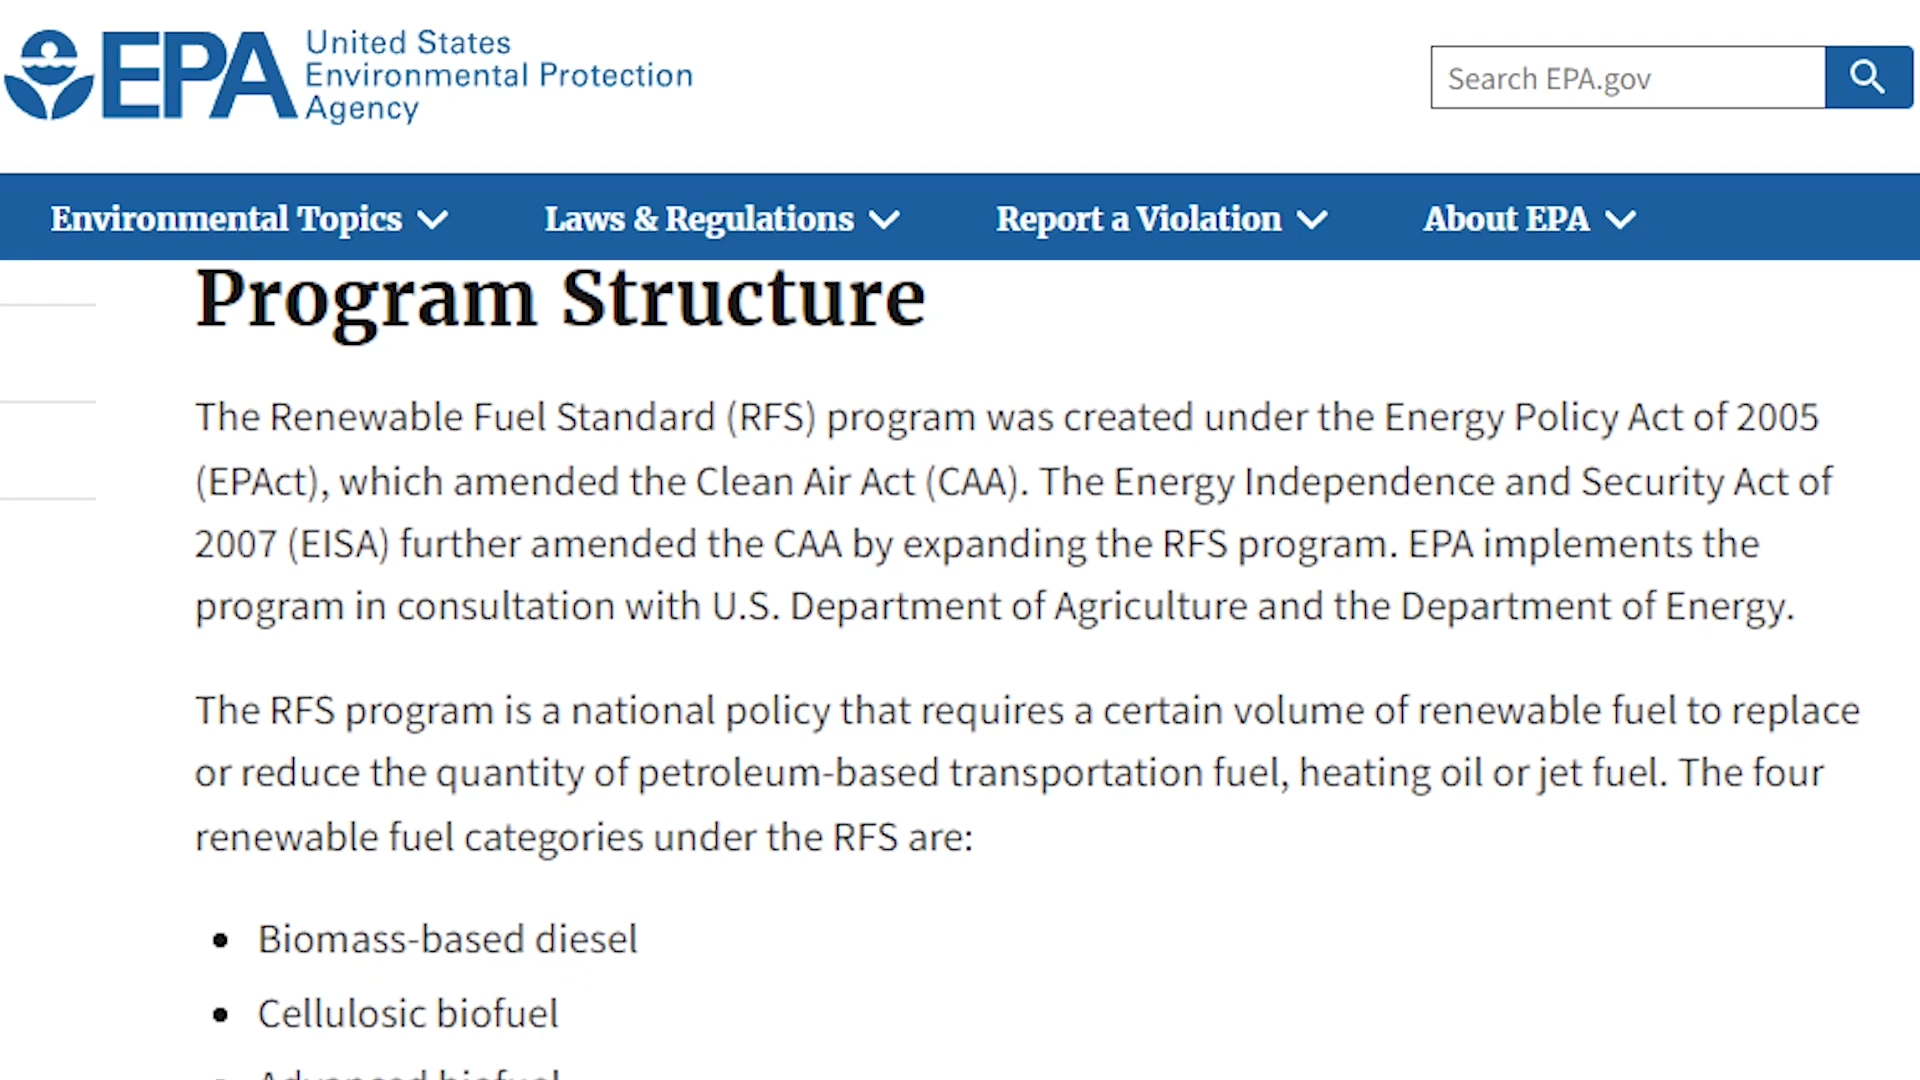 EPA
United States
Environmental Protection
Agency
Search EPA.gov
Environmental Topics Laws & Regulations Report a Violation About EPA
Program Structure
The Renewable Fuel Standard (RFS) program was created under the Energy Policy Act of 2005
(EPAct), which amended the Clean Air Act (CAA). The Energy Independence and Security Act of
2007 (EISA) further amended the CAA by expanding the RFS program. EPA implements the
program in consultation with U.S. Department of Agriculture and the Department of Energy.
The RFS program is a national policy that requires a certain volume of renewable fuel to replace
or reduce the quantity of petroleum-based transportation fuel, heating oil or jet fuel. The four
renewable fuel categories under the RFS are:
• Biomass-based diesel
• Cellulosic biofuel
• Advanced biofuel